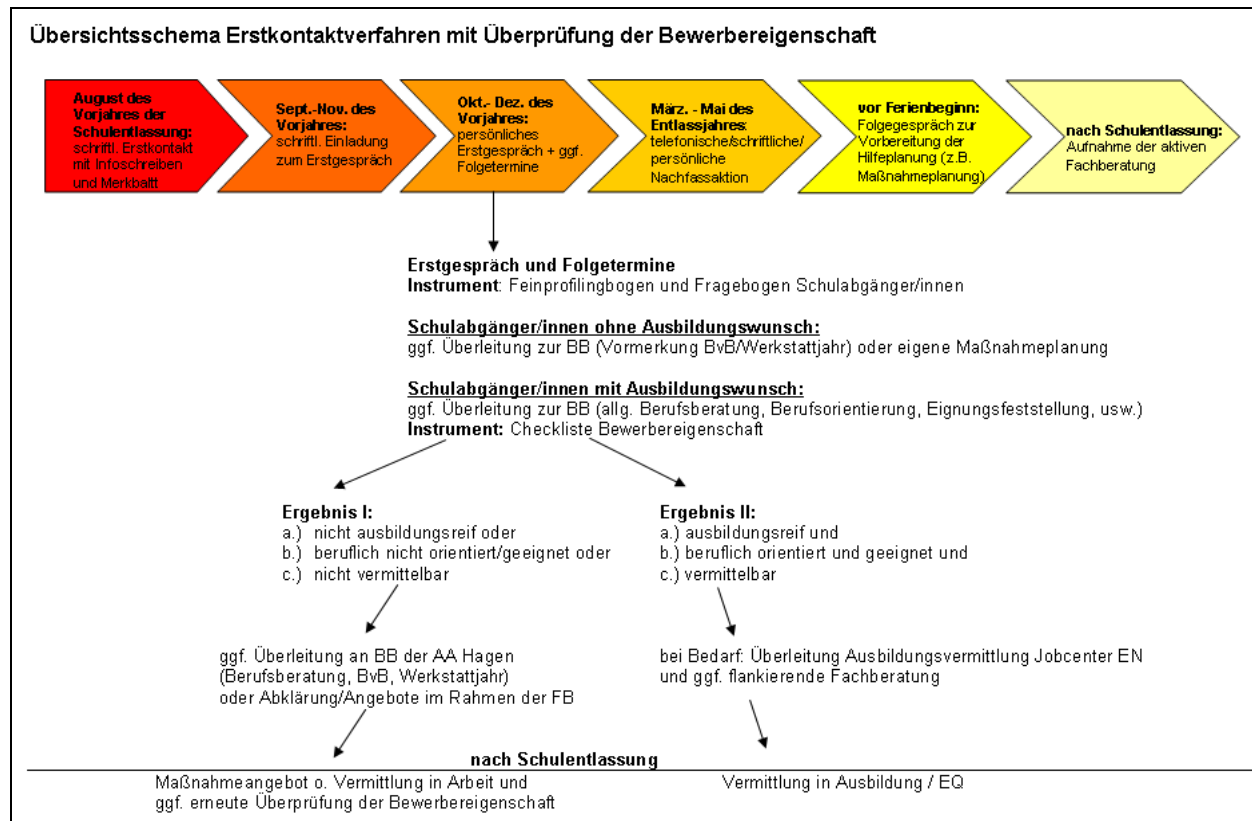 Übersichtsschema Erstkontaktverfahren mit Überprüfung der Bewerbereigenschaft
August des
Vorjahres der
Schulentlassung:
schriftl. Erstkontakt
mit Infoschreiben
und Merkbaltt
Sept.-Nov. des
Vorjahres:
schriftl. Einladung
zum Erstgespräch
Okt.- Dez. des
Vorjahres:
persönliches
Erstgespräch + ggf.
Folgetermine
März. - Mai des
Entlassjahres:
telefonische/schriftliche/
persönliche
Nachfassaktion
vor Ferienbeginn:
Folgegespräch zur
Vorbereitung der
Hilfeplanung (z.B.
Maßnahmeplanung)
nach Schulentlassung:
Aufnahme der aktiven
Fachberatung
Erstgespräch und Folgetermine
Instrument: Feinprofilingbogen und Fragebogen Schulabgänger/innen
Schulabgänger/innen ohne Ausbildungswunsch:
ggf. Überleitung zur BB (Vormerkung BvB/Werkstattjahr) oder eigene Maßnahmeplanung
Schulabgänger/innen mit Ausbildungswunsch:
ggf. Überleitung zur BB (allg. Berufsberatung, Berufsorientierung, Eignungsfeststellung, usw.)
Instrument: Checkliste Bewerbereigenschaft
Ergebnis I:
a.) nicht ausbildungsreif oder
b.) beruflich nicht orientiert/geeignet oder
c.) nicht vermittelbar
Ergebnis II:
a.) ausbildungsreif und
b.) beruflich orientiert und geeignet und
c.) vermittelbar
ggf. Überleitung an BB der AA Hagen
(Berufsberatung, BvB, Werkstattjahr)
oder Abklärung/Angebote im Rahmen der FB
bei Bedarf: Überleitung Ausbildungsvermittlung Jobcenter EN
und ggf. flankierende Fachberatung
nach Schulentlassung
Maßnahmeangebot o. Vermittlung in Arbeit und
ggf. erneute Überprüfung der Bewerbereigenschaft
Vermittlung in Ausbildung / EQ